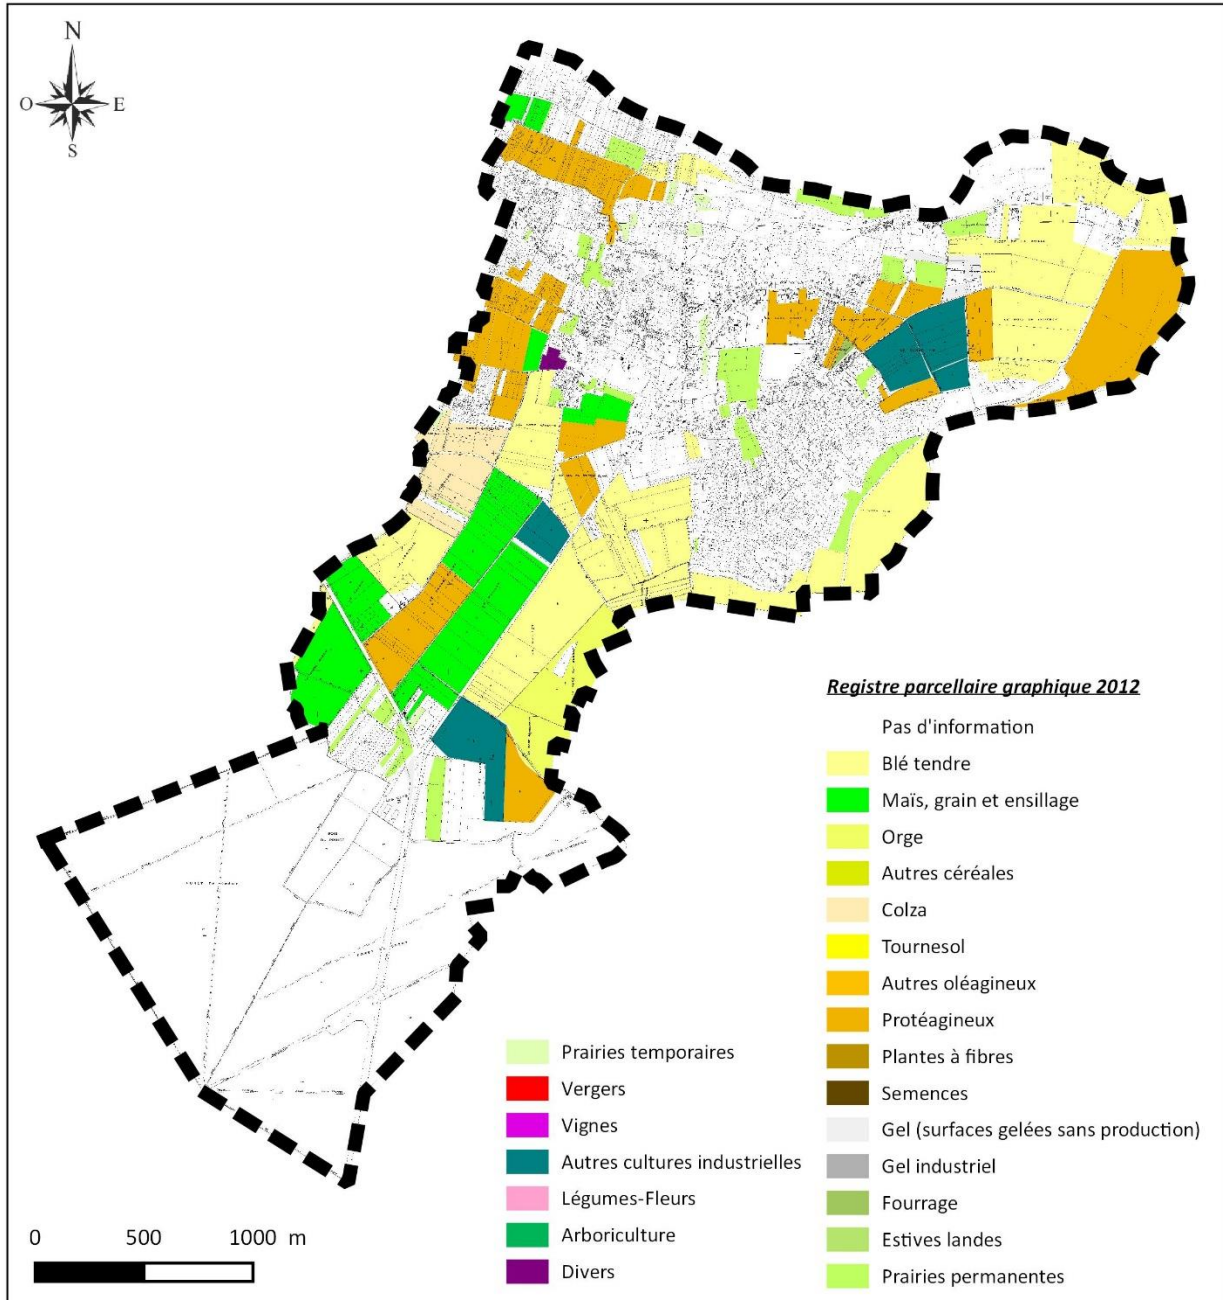 N
O
E
S
Registre parcellaire graphique 2012
Pas d'information
Blé tendre
Maïs, grain et ensillage
Orge
Autres céréales
Colza
Tournesol
Autres oléagineux
Protéagineux
Plantes à fibres
Semences
Gel (surfaces gelées sans production)
Gel industriel
Fourrage
Estives landes
Prairies permanentes
Prairies temporaires
Vergers
Vignes
Autres cultures industrielles
Légumes-Fleurs
Arboriculture
Divers
0 500 1000 m